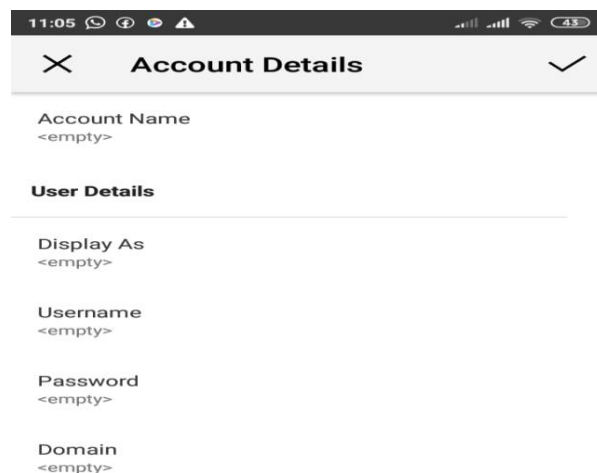 11:05
43
Account Details
Account Name
<empty>
User Details
Display As
<empty>
Username
<empty>
Password
<empty>
Domain
<empty>